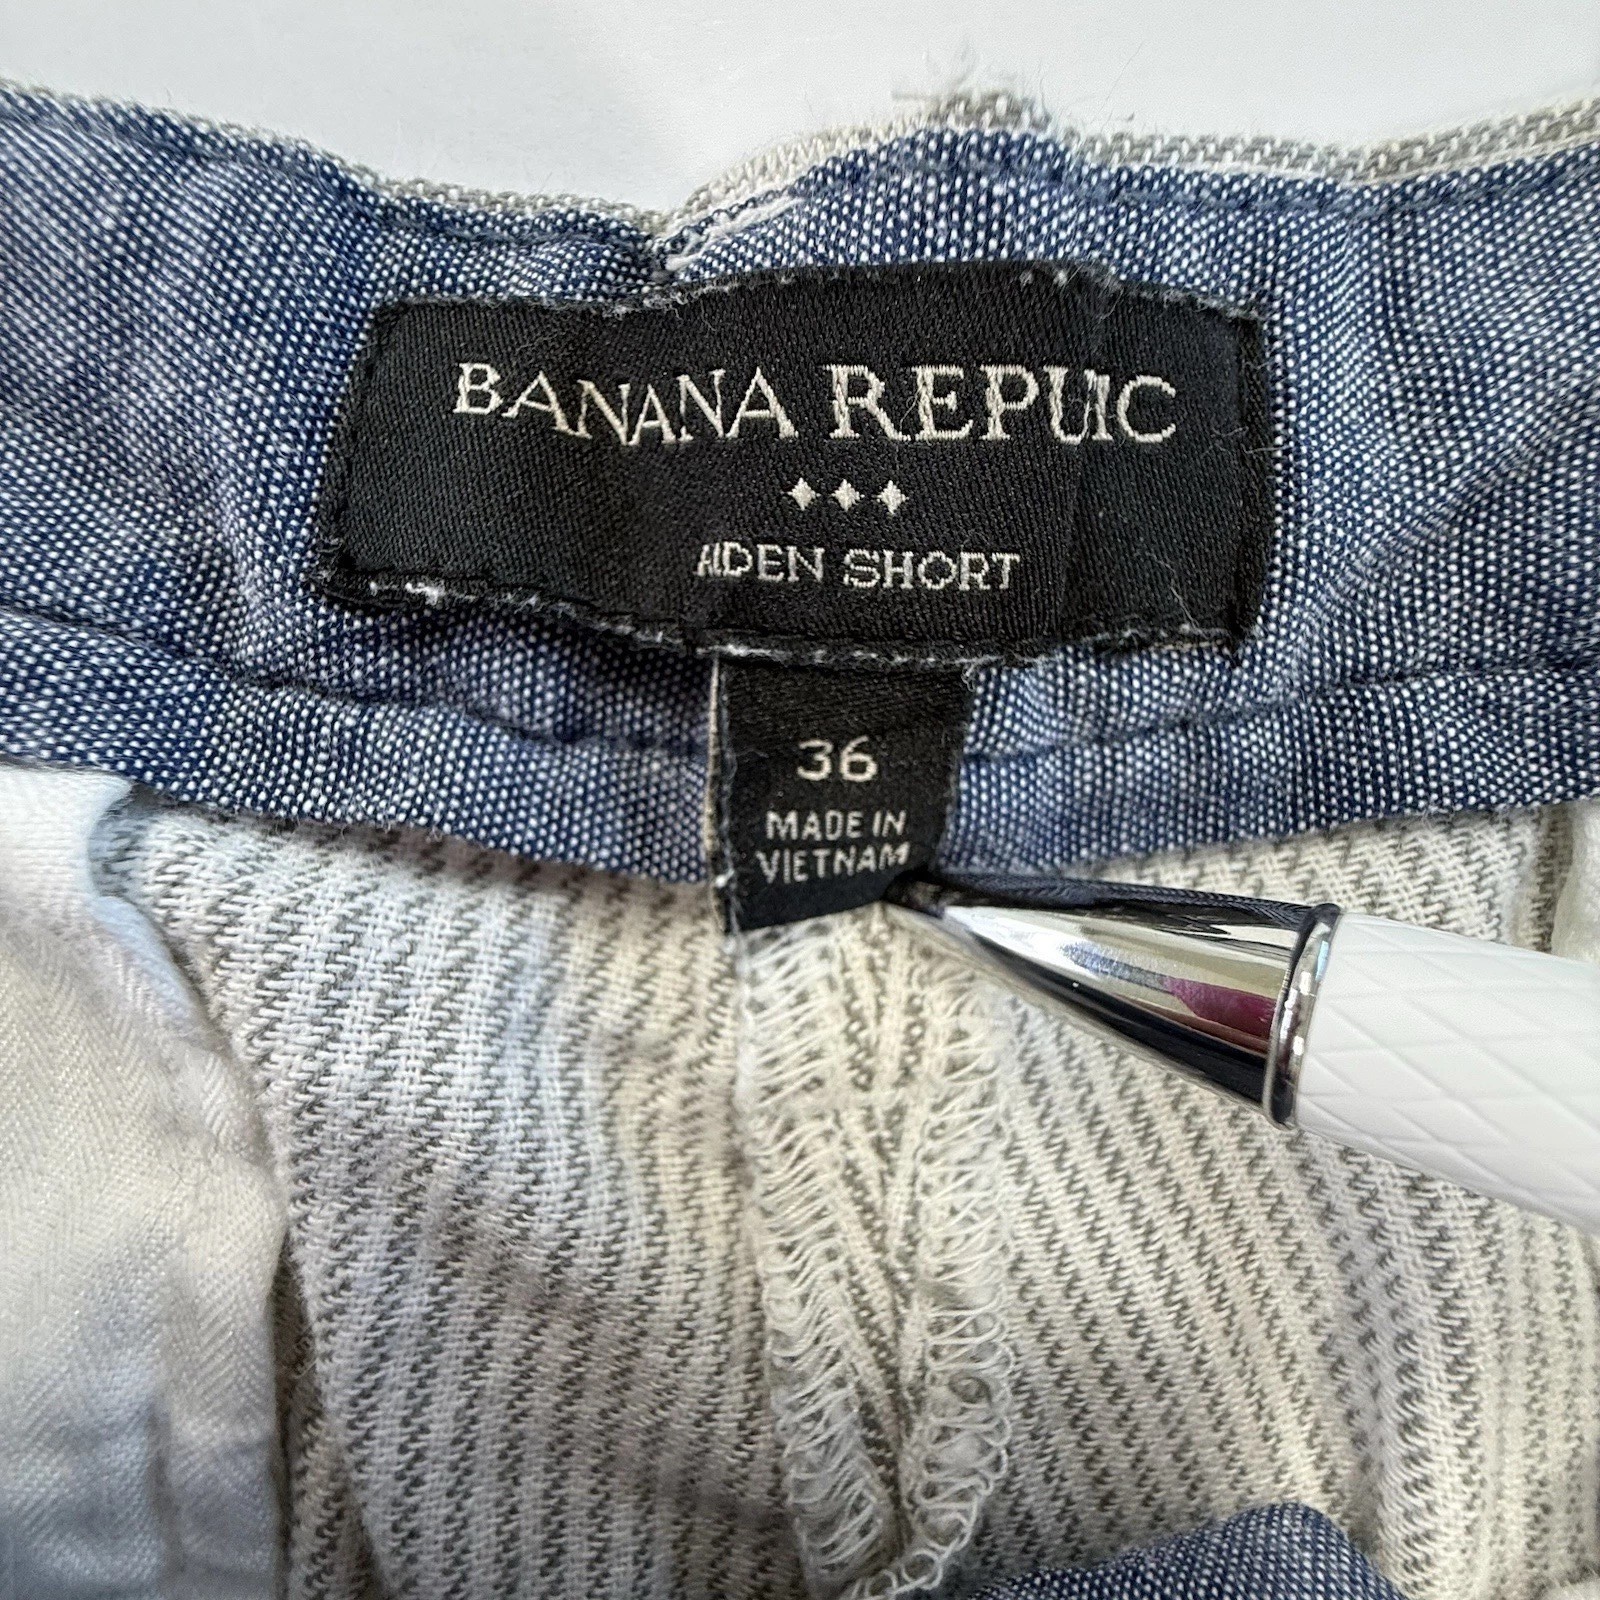 BANANA REPUIC
AIDEN SHORT
36
MADE IN
VIETNAM